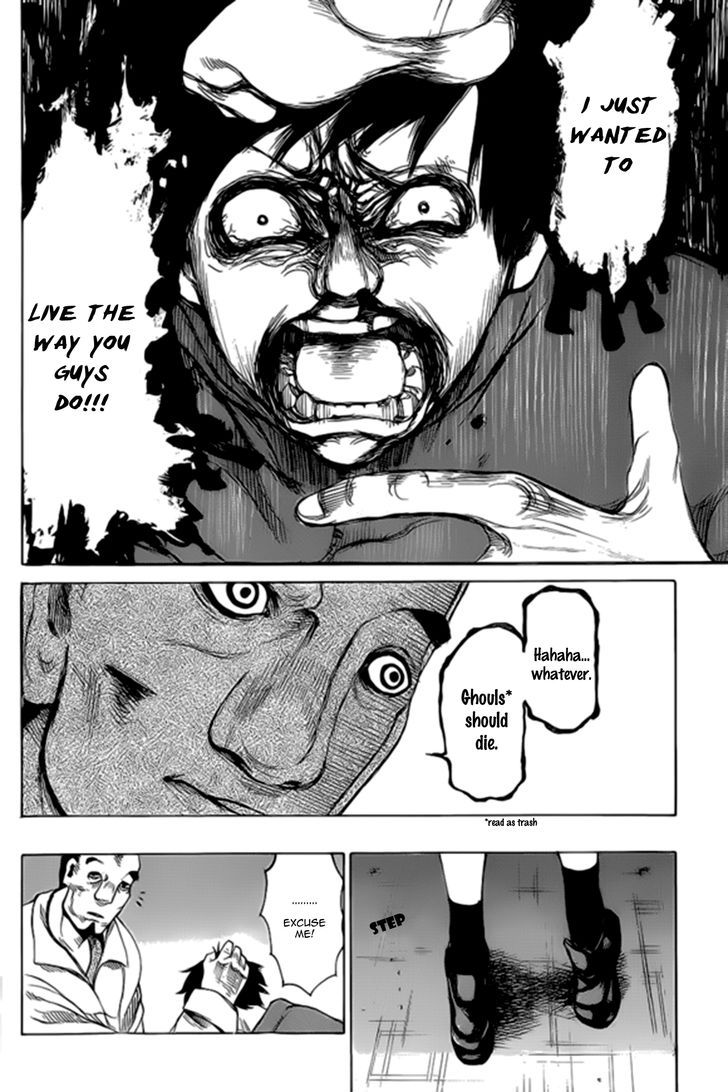 I JUST
WANTED
TO
LIVE THE
WAY YOU
GUYS
DO!!!
Hahaha...
whatever.
Ghouls*
should
die.
*read as trash
STEP
.........
EXCUSE
ME!